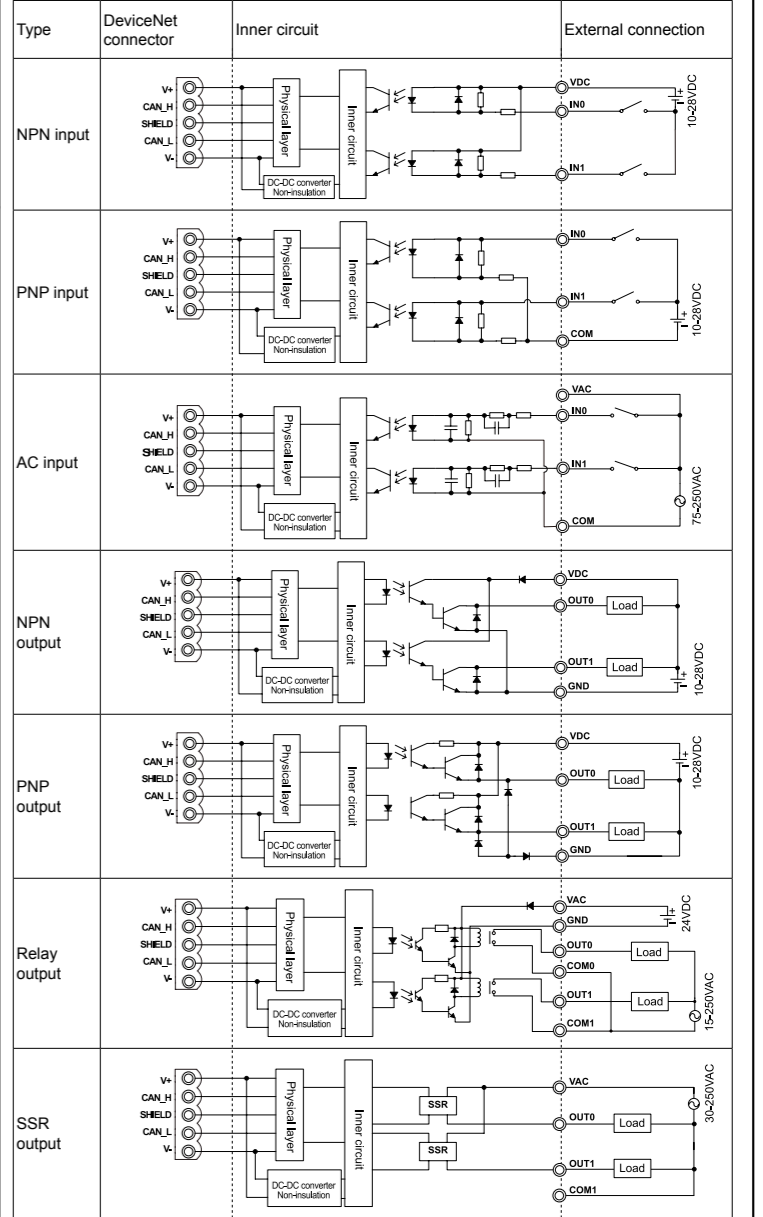 Type
DeviceNet connector
Inner circuit
External connection
NPN input
V+
CAN_H
SHIELD
CAN_L
V-
Physical layer
DC-DC converter
Non-insulation
Inner circuit
VDC
IN0
IN1
10-28VDC
PNP input
V+
CAN_H
SHIELD
CAN_L
V-
Physical layer
DC-DC converter
Non-insulation
Inner circuit
IN0
IN1
COM
10-28VDC
AC input
V+
CAN_H
SHIELD
CAN_L
V-
Physical layer
DC-DC converter
Non-insulation
Inner circuit
VAC
IN0
IN1
COM
75-250VAC
NPN output
V+
CAN_H
SHIELD
CAN_L
V-
Physical layer
DC-DC converter
Non-insulation
Inner circuit
VDC
OUT0
Load
OUT1
Load
GND
10-28VDC
PNP output
V+
CAN_H
SHIELD
CAN_L
V-
Physical layer
DC-DC converter
Non-insulation
Inner circuit
VDC
OUT0
Load
OUT1
Load
GND
10-28VDC
Relay output
V+
CAN_H
SHIELD
CAN_L
V-
Physical layer
DC-DC converter
Non-insulation
Inner circuit
VAC
GND
24VDC
OUT0
Load
COM0
OUT1
Load
COM1
15-250VAC
SSR output
V+
CAN_H
SHIELD
CAN_L
V-
Physical layer
DC-DC converter
Non-insulation
Inner circuit
SSR
SSR
VAC
OUT0
Load
OUT1
Load
COM1
30-250VAC